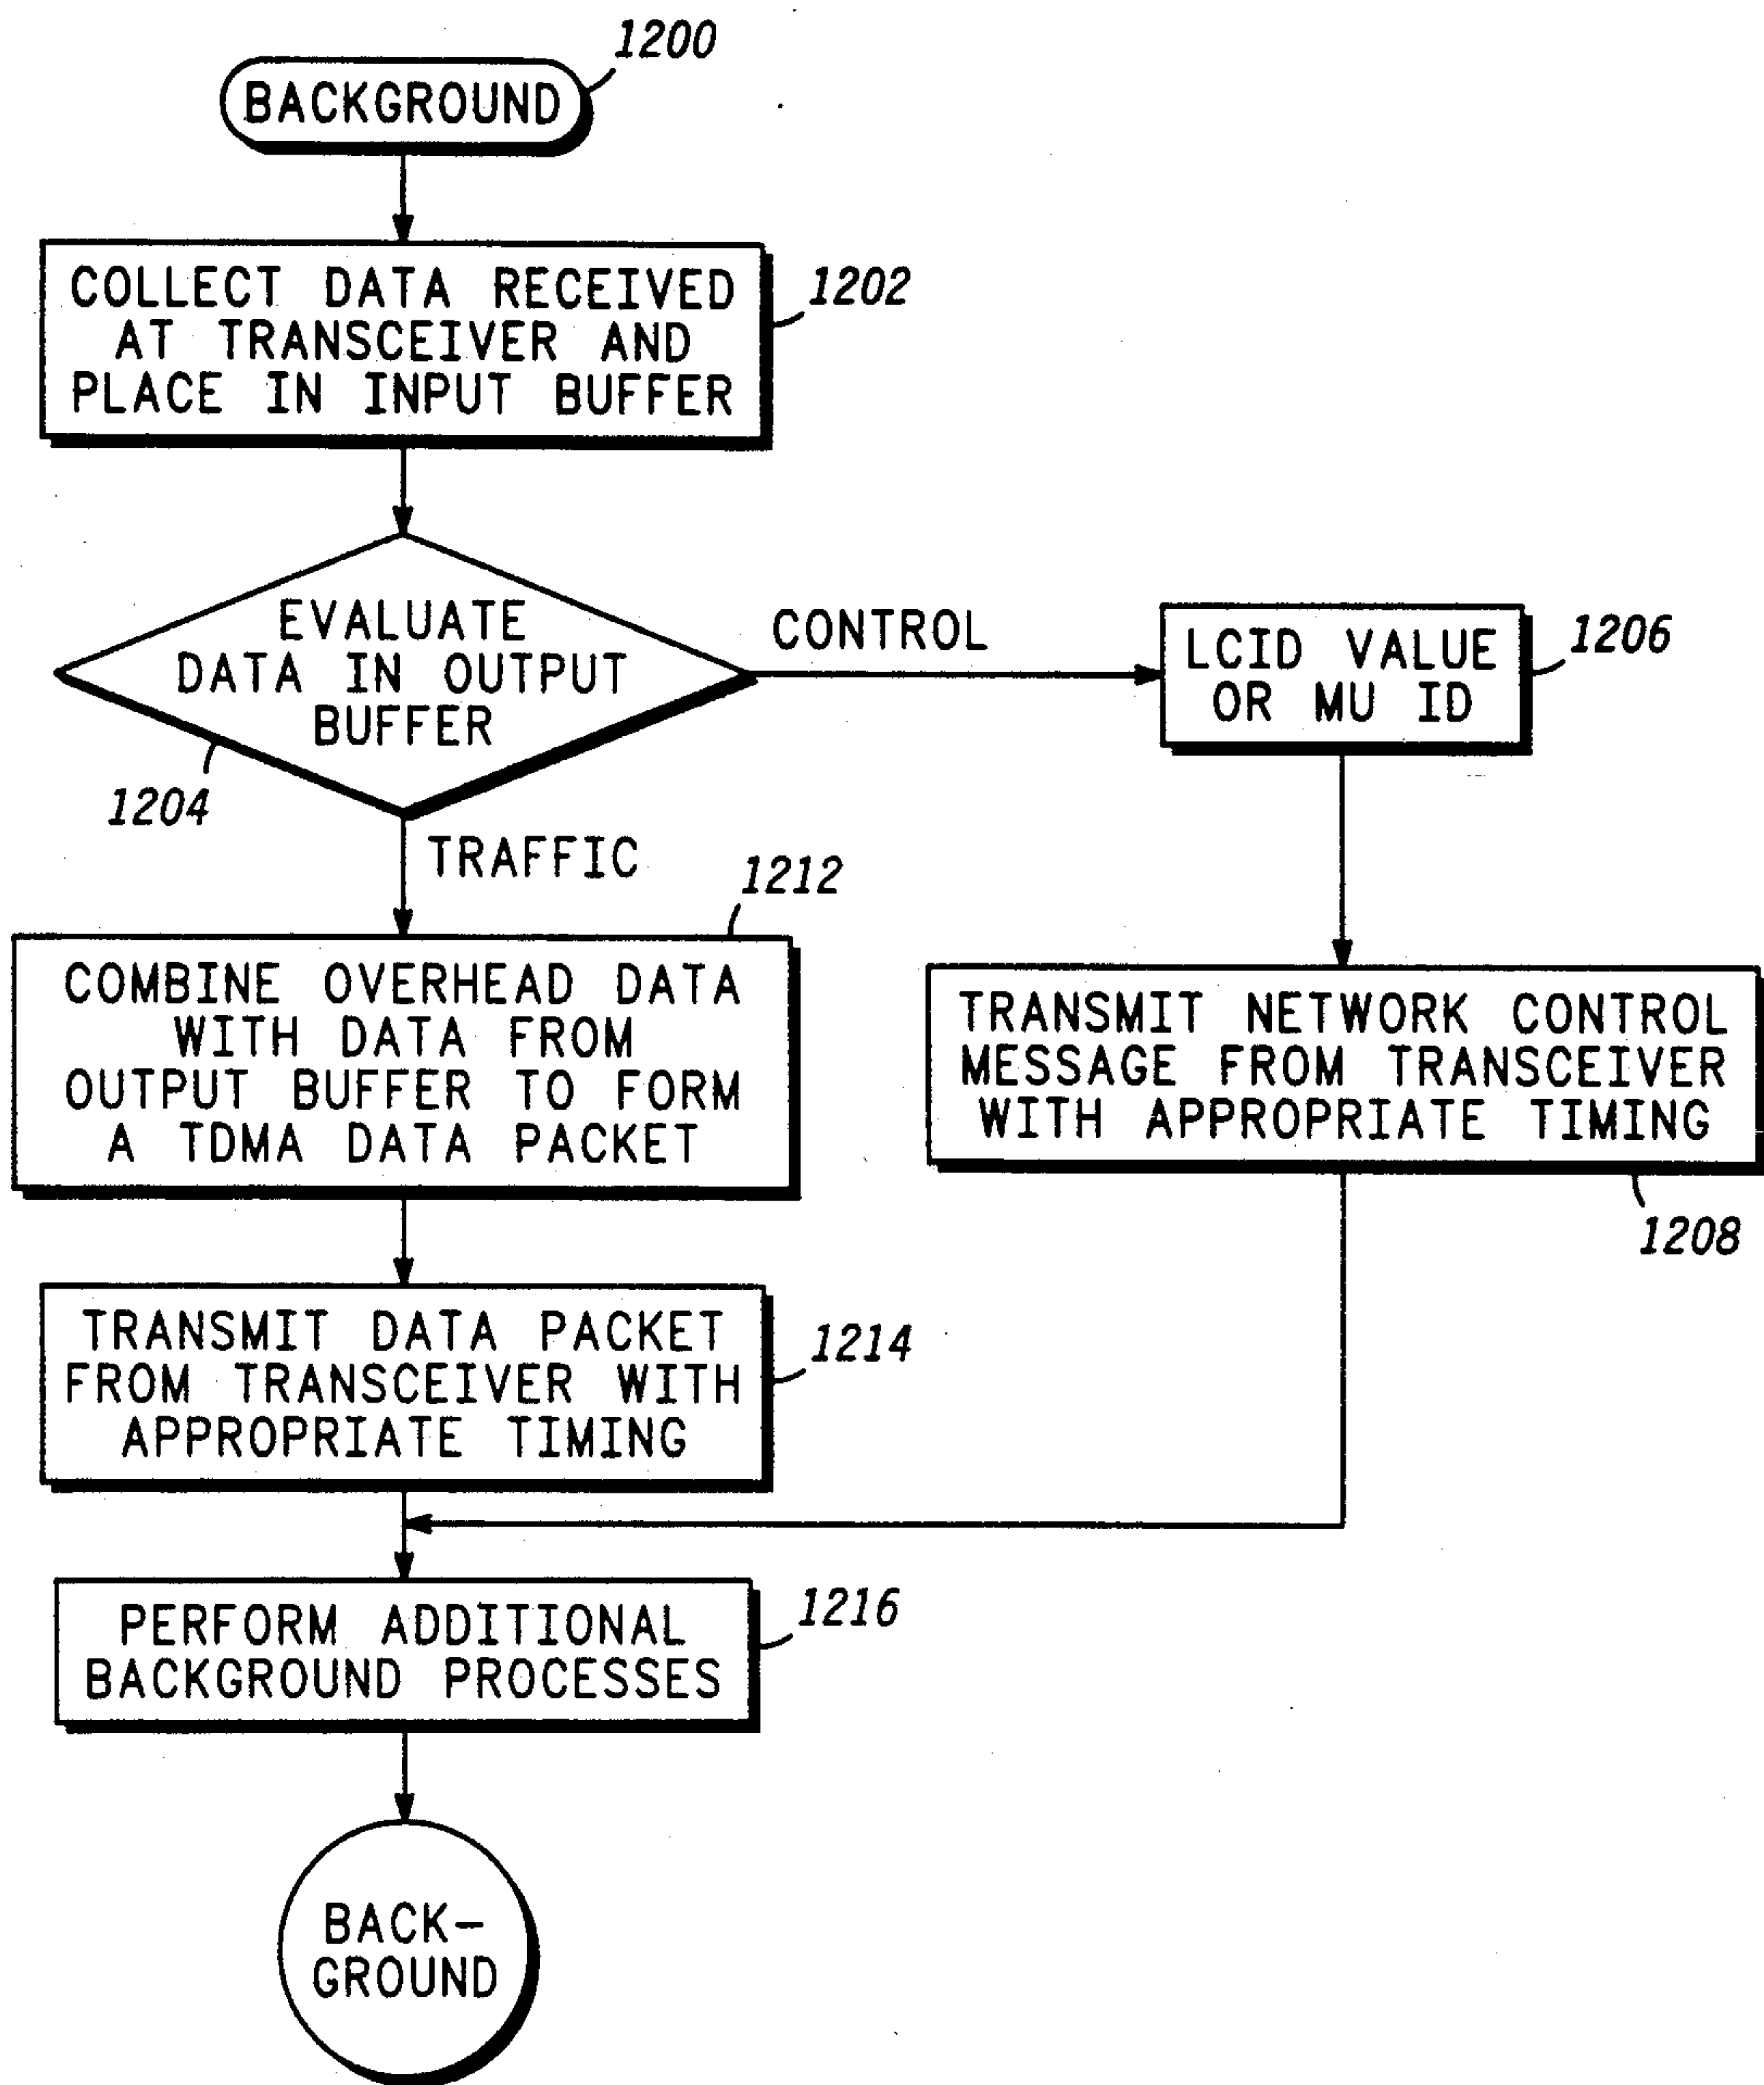 1200
BACKGROUND
1202
COLLECT DATA RECEIVED
AT TRANSCEIVER AND
PLACE IN INPUT BUFFER
EVALUATE
DATA IN OUTPUT
BUFFER
1204
CONTROL
LCID VALUE
OR MU ID
1206
TRAFFIC
1212
COMBINE OVERHEAD DATA
WITH DATA FROM
OUTPUT BUFFER TO FORM
A TDMA DATA PACKET
TRANSMIT NETWORK CONTROL
MESSAGE FROM TRANSCEIVER
WITH APPROPRIATE TIMING
1208
TRANSMIT DATA PACKET
FROM TRANSCEIVER WITH
APPROPRIATE TIMING
1214
PERFORM ADDITIONAL
BACKGROUND PROCESSES
1216
BACK-
GROUND